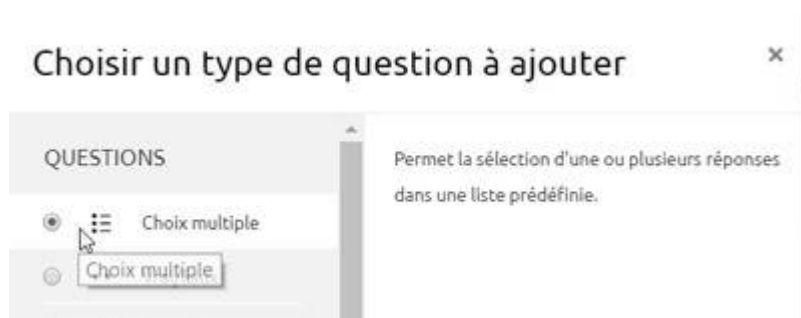 Choisir un type de question à ajouter ×
QUESTIONS
Permet la sélection d'une ou plusieurs réponses
dans une liste prédéfinie.
Choix multiple
Choix multiple